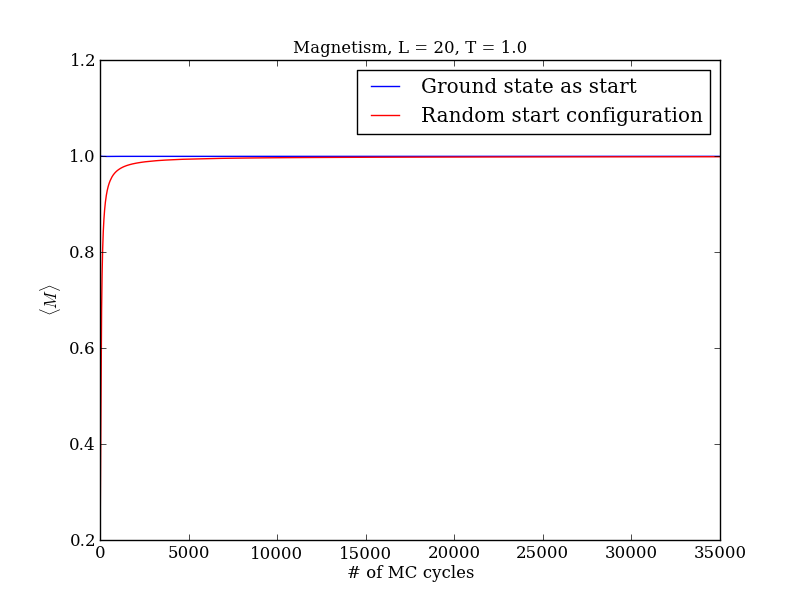 Magnetism, L = 20, T = 1.0
1.2
Ground state as start
Random start configuration
1.0
0.8
⟨M⟩
0.6
0.4
0.2
0 5000 10000 15000 20000 25000 30000 35000
# of MC cycles